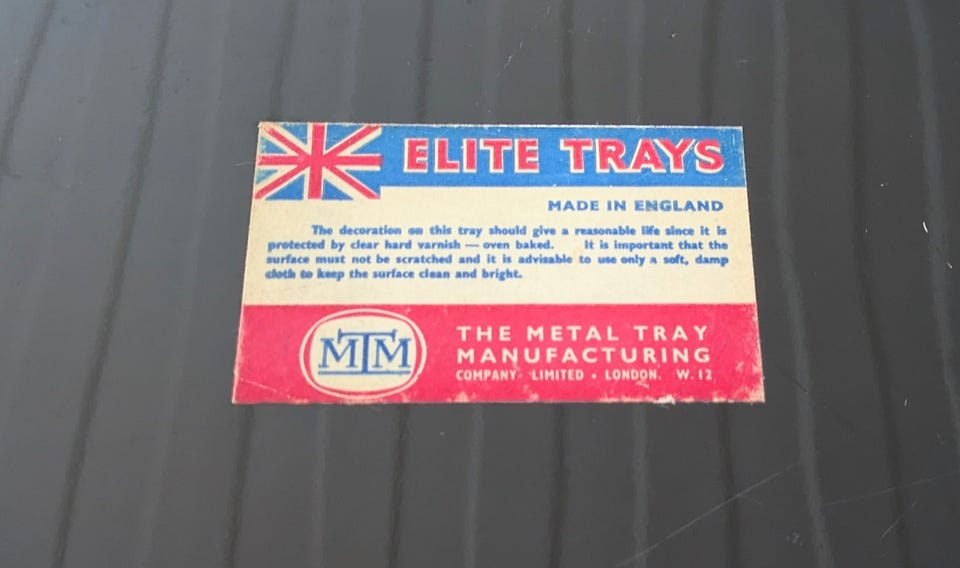 ELITE TRAYS
MADE IN ENGLAND
The decoration on this tray should give a reasonable life since it is
protected by clear hard varnish — oven baked. It is important that the
surface must not be scratched and it is advisable to use only a soft, damp
cloth to keep the surface clean and bright.
MTM
THE METAL TRAY
MANUFACTURING
COMPANY LIMITED • LONDON. W.12